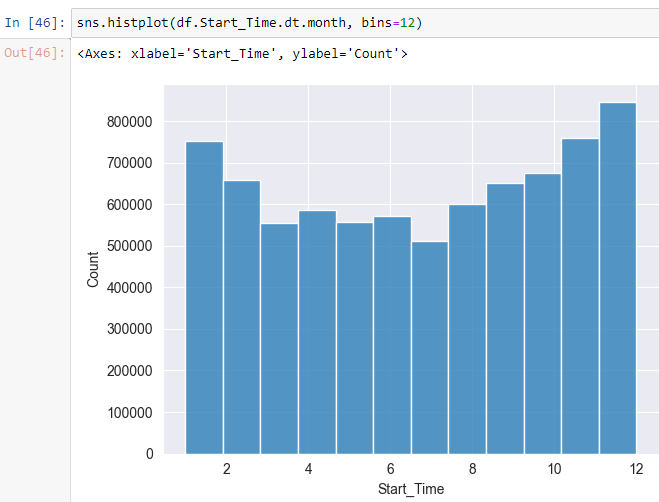 In [46]: sns.histplot(df.Start_Time.dt.month, bins=12)
Out[46]: <Axes: xlabel='Start_Time', ylabel='Count'>
800000
700000
600000
500000
400000
300000
200000
100000
0
Count
2 4 6 8 10 12
Start_Time